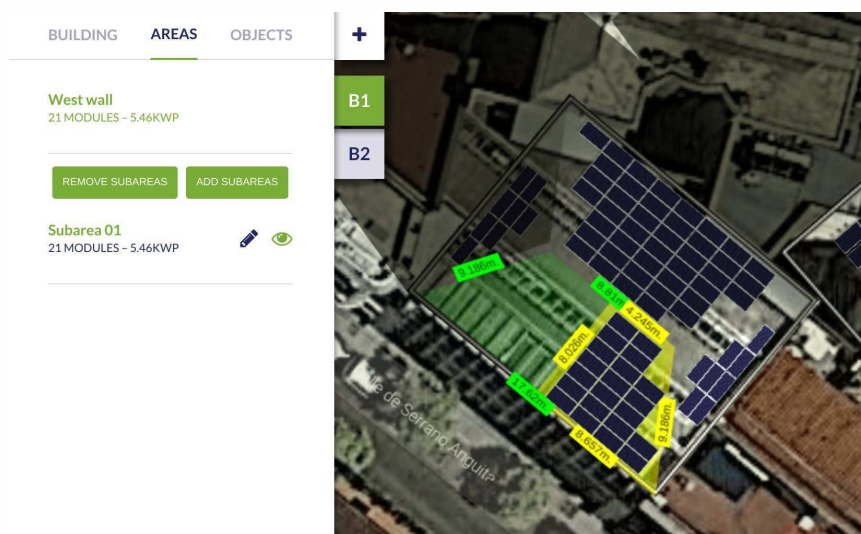 BUILDING
AREAS
OBJECTS
+
West wall
21 MODULES – 5.46KWP
B1
B2
REMOVE SUBAREAS
ADD SUBAREAS
Subarea 01
21 MODULES – 5.46KWP
9.186m.
8.81m
4.245m.
8.026m.
17.62m.
8.657m.
9.186m.
de Serrano Anguita